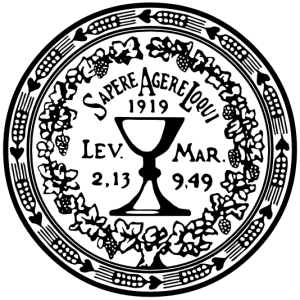 SAPERE AGERE LOQUI
1919
LEV. MAR.
2,13 9,49